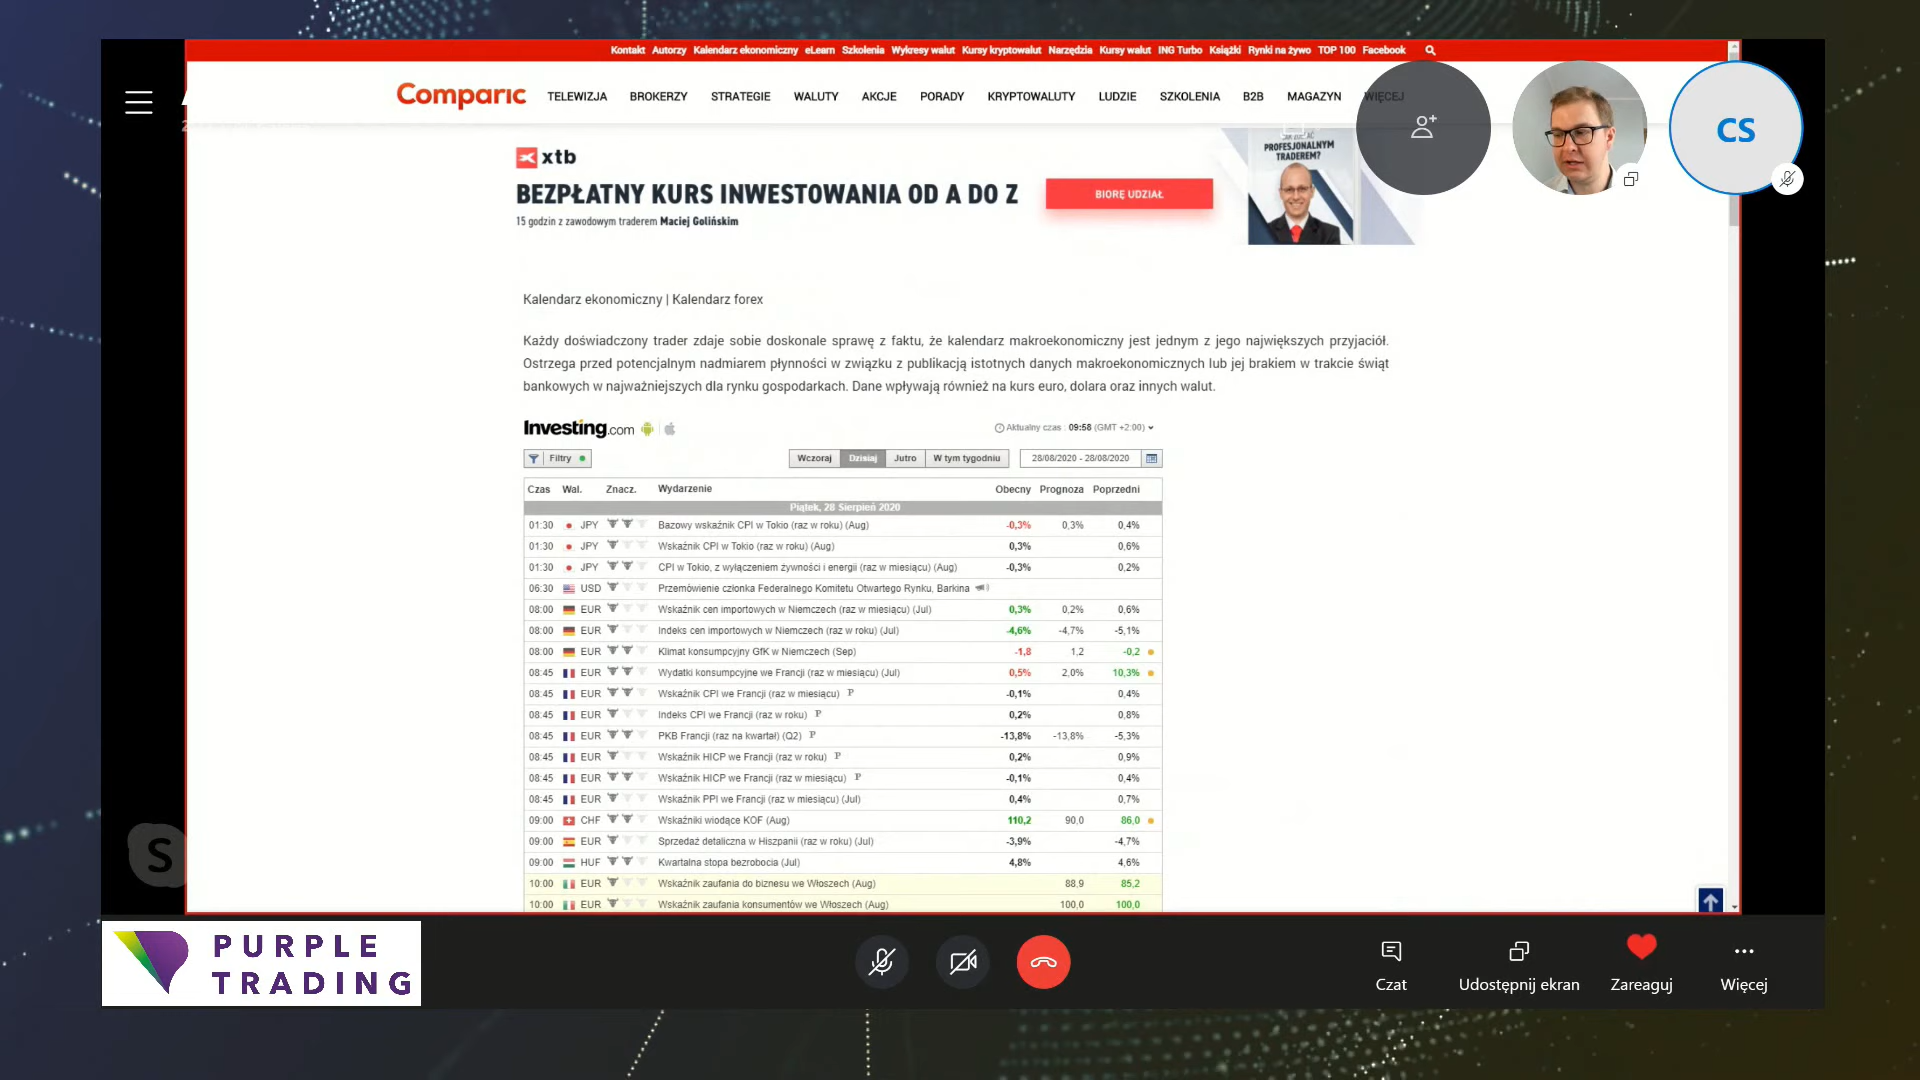 Kontakt Autorzy Kalendarz ekonomiczny eLearn Szkolenia Wykresy walut Kursy kryptowalut Narzędzia Kursy walut ING Turbo Książki Rynki na żywo TOP 100 Facebook
Comparic TELEWIZJA BROKERZY STRATEGIE WALUTY AKCJE PORADY KRYPTOWALUTY LUDZIE SZKOLENIA B2B MAGAZYN WIĘCEJ
CS
xtb
BEZPŁATNY KURS INWESTOWANIA OD A DO Z
15 godzin z zawodowym traderem Maciej Golińskim
BIORĘ UDZIAŁ
PROFESJONALNYM
TRADEREM?
Kalendarz ekonomiczny | Kalendarz forex
Każdy doświadczony trader zdaje sobie doskonale sprawę z faktu, że kalendarz makroekonomiczny jest jednym z jego największych przyjaciół.
Ostrzega przed potencjalnym nadmiarem płynności w związku z publikacją istotnych danych makroekonomicznych lub jej brakiem w trakcie świąt
bankowych w najważniejszych dla rynku gospodarkach. Dane wpływają również na kurs euro, dolara oraz innych walut.
Investing.com
Aktualny czas : 09:58 (GMT +2:00)
Filtry
Wczoraj Dzisiaj Jutro W tym tygodniu 28/08/2020 - 28/08/2020
Czas Wal. Znacz. Wydarzenie Obecny Prognoza Poprzedni
Piątek, 28 Sierpień 2020
01:30 JPY Bazowy wskaźnik CPI w Tokio (raz w roku) (Aug) -0,3% 0,3% 0,4%
01:30 JPY Wskaźnik CPI w Tokio (raz w roku) (Aug) 0,3% 0,6%
01:30 JPY CPI w Tokio, z wyłączeniem żywności i energii (raz w miesiącu) (Aug) -0,3% 0,2%
06:30 USD Przemówienie członka Federalnego Komitetu Otwartego Rynku, Barkina
08:00 EUR Wskaźnik cen importowych w Niemczech (raz w miesiącu) (Jul) 0,3% 0,2% 0,6%
08:00 EUR Indeks cen importowych w Niemczech (raz w roku) (Jul) -4,6% -4,7% -5,1%
08:00 EUR Klimat konsumpcyjny GfK w Niemczech (Sep) -1,8 1,2 -0,2
08:45 EUR Wydatki konsumpcyjne we Francji (raz w miesiącu) (Jul) 0,5% 2,0% 10,3%
08:45 EUR Wskaźnik CPI we Francji (raz w miesiącu) P -0,1% 0,4%
08:45 EUR Indeks CPI we Francji (raz w roku) P 0,2% 0,8%
08:45 EUR PKB Francji (raz na kwartał) (Q2) P -13,8% -13,8% -5,3%
08:45 EUR Wskaźnik HICP we Francji (raz w roku) P 0,2% 0,9%
08:45 EUR Wskaźnik HICP we Francji (raz w miesiącu) P -0,1% 0,4%
08:45 EUR Wskaźnik PPI we Francji (raz w miesiącu) (Jul) 0,4% 0,7%
09:00 CHF Wskaźniki wiodące KOF (Aug) 110,2 90,0 86,0
09:00 EUR Sprzedaż detaliczna w Hiszpanii (raz w roku) (Jul) -3,9% -4,7%
09:00 HUF Kwartalna stopa bezrobocia (Jul) 4,8% 4,6%
10:00 EUR Wskaźnik zaufania do biznesu we Włoszech (Aug) 88,9 85,2
10:00 EUR Wskaźnik zaufania konsumentów we Włoszech (Aug) 100,0 100,0
S
PURPLE
TRADING
Czat Udostępnij ekran Zareaguj Więcej